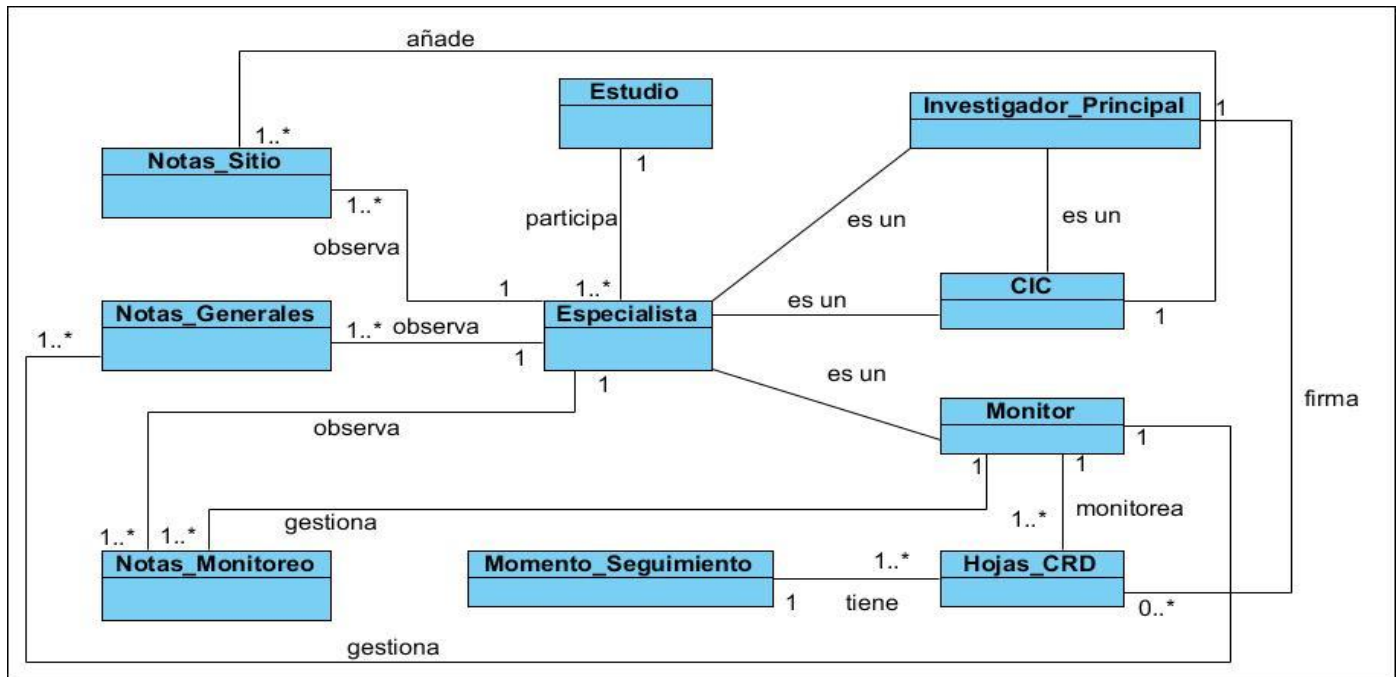 añade
Estudio
Investigador_Principal
1
1..*
Notas_Sitio
1
1..*
participa
es un
es un
observa
CIC
1
1..*
es un
1
Notas_Generales
1..*
observa
Especialista
1..*
1
1
es un
firma
Monitor
observa
1
1
1
monitorea
1..*
1..*
1..*
gestiona
Notas_Monitoreo
Momento_Seguimiento
1..*
Hojas_CRD
1
tiene
0..*
gestiona